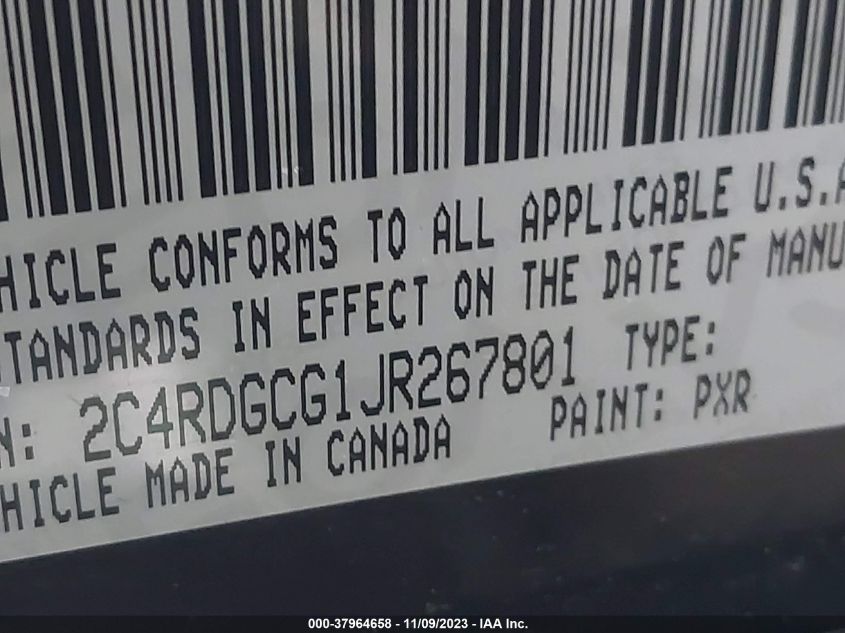 HICLE CONFORMS TO ALL APPLICABLE U.S.A
STANDARDS IN EFFECT ON THE DATE OF MANU
N: 2C4RDGCG1JR267801 TYPE:
HICLE MADE IN CANADA PAINT: PXR
000-37964658 - 11/09/2023 - IAA Inc.